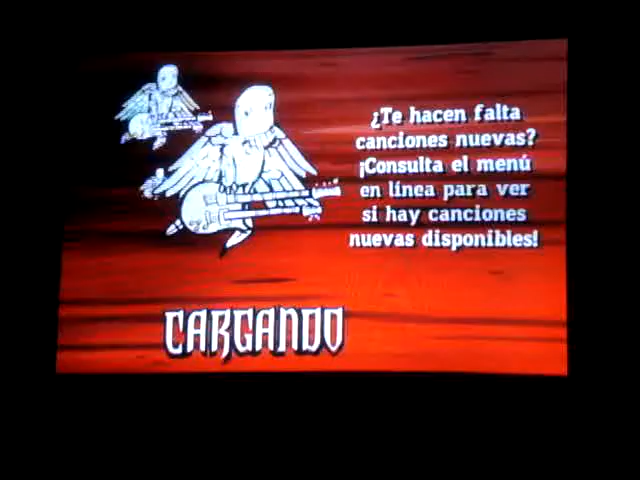 ¿Te hacen falta
canciones nuevas?
¡Consulta el menú
en línea para ver
si hay canciones
nuevas disponibles!
CARGANDO